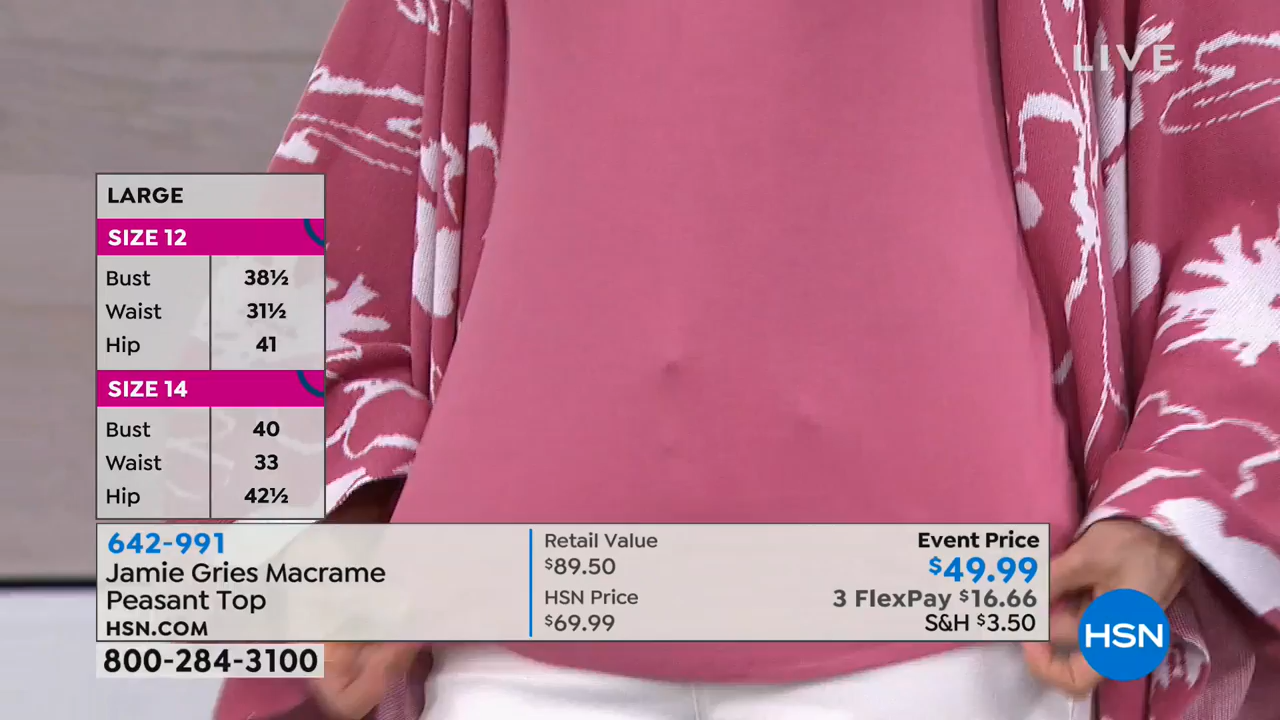 LIVE
LARGE
SIZE 12
Bust 38½
Waist 31½
Hip 41
SIZE 14
Bust 40
Waist 33
Hip 42½
642-991
Jamie Gries Macrame
Peasant Top
HSN.COM
Retail Value
$89.50
HSN Price
$69.99
Event Price
$49.99
3 FlexPay $16.66
S&H $3.50
800-284-3100
HSN